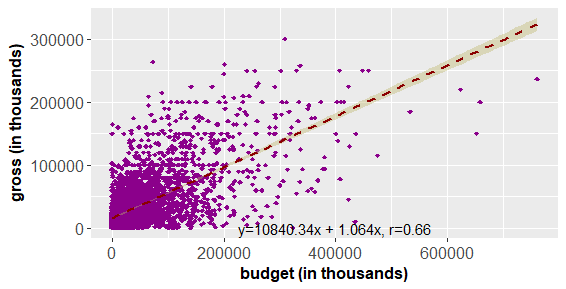 gross (in thousands)
300000
200000
100000
0
y=10840.34x + 1.064x, r=0.66
0
200000
400000
600000
budget (in thousands)